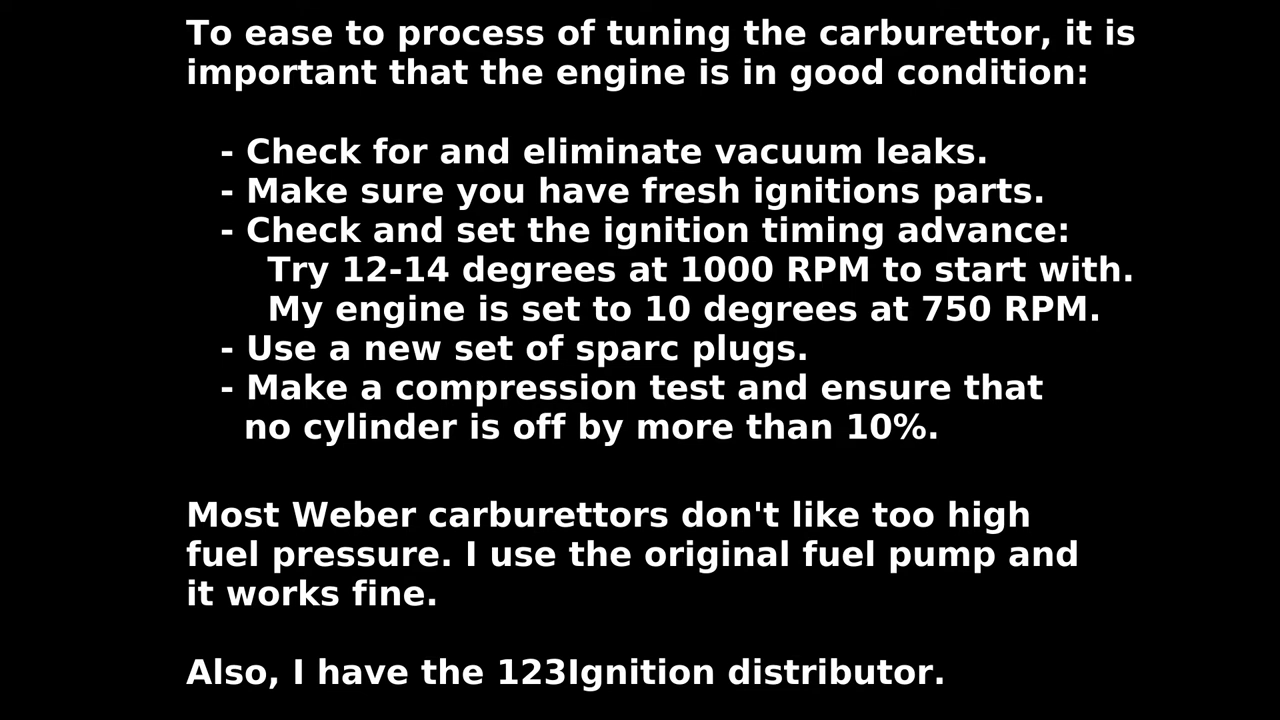 To ease to process of tuning the carburettor, it is
important that the engine is in good condition:
- Check for and eliminate vacuum leaks.
- Make sure you have fresh ignitions parts.
- Check and set the ignition timing advance:
Try 12-14 degrees at 1000 RPM to start with.
My engine is set to 10 degrees at 750 RPM.
- Use a new set of sparc plugs.
- Make a compression test and ensure that
no cylinder is off by more than 10%.
Most Weber carburettors don't like too high
fuel pressure. I use the original fuel pump and
it works fine.
Also, I have the 123Ignition distributor.